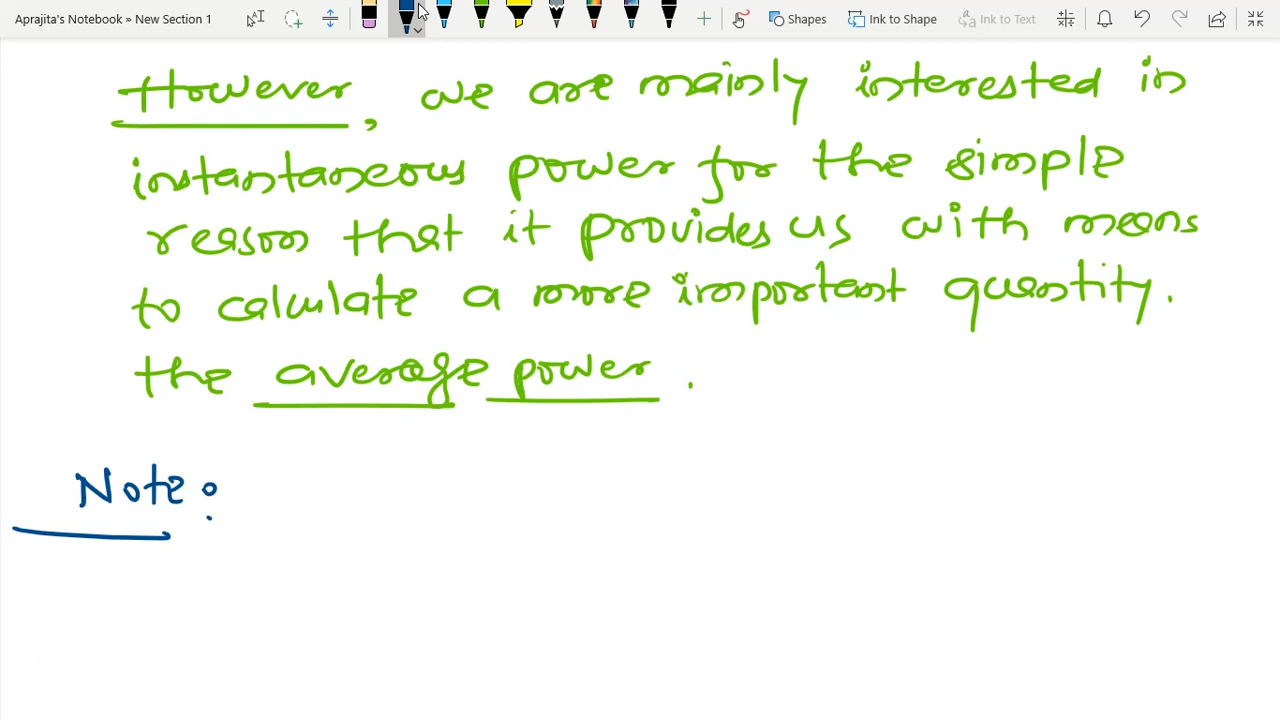 Aprajita's Notebook » New Section 1
Shapes
Ink to Shape
Ink to Text
However, we are mainly interested in
instantaneous power for the simple
reason that it provides us with means
to calculate a more important quantity.
the average power.
Note: